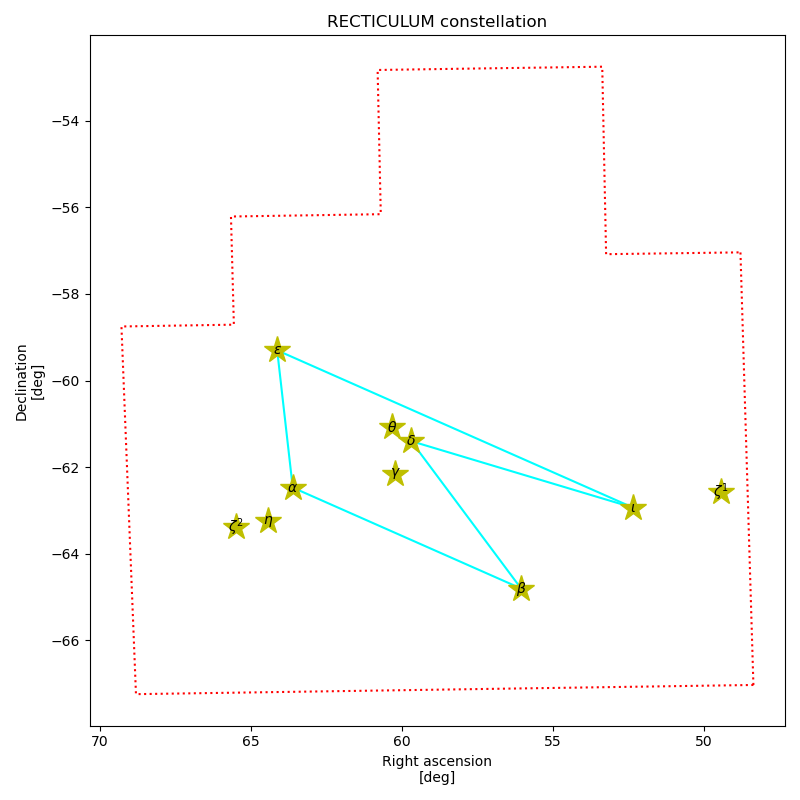 RECTICULUM constellation
−54
−56
−58
−60
−62
−64
−66
Declination
[deg]
ε
θ
δ
γ
α
ζ¹
ι
η
ζ²
β
70
65
60
55
50
Right ascension
[deg]